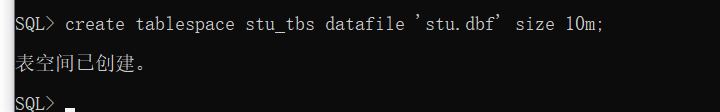 SQL> create tablespace stu_tbs datafile 'stu.dbf' size 10m;
表空间已创建。
SQL>